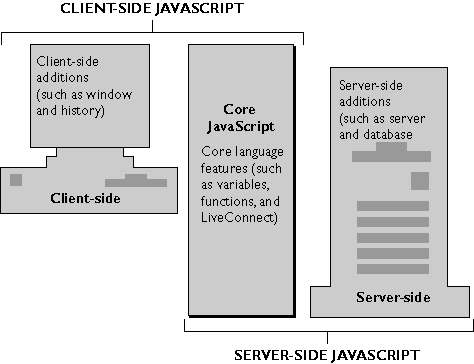 CLIENT-SIDE JAVASCRIPT
Client-side
additions
(such as window
and history)
Client-side
Core
JavaScript
Core language
features (such
as variables,
functions, and
LiveConnect)
Server-side
additions
(such as server
and database
Server-side
SERVER-SIDE JAVASCRIPT